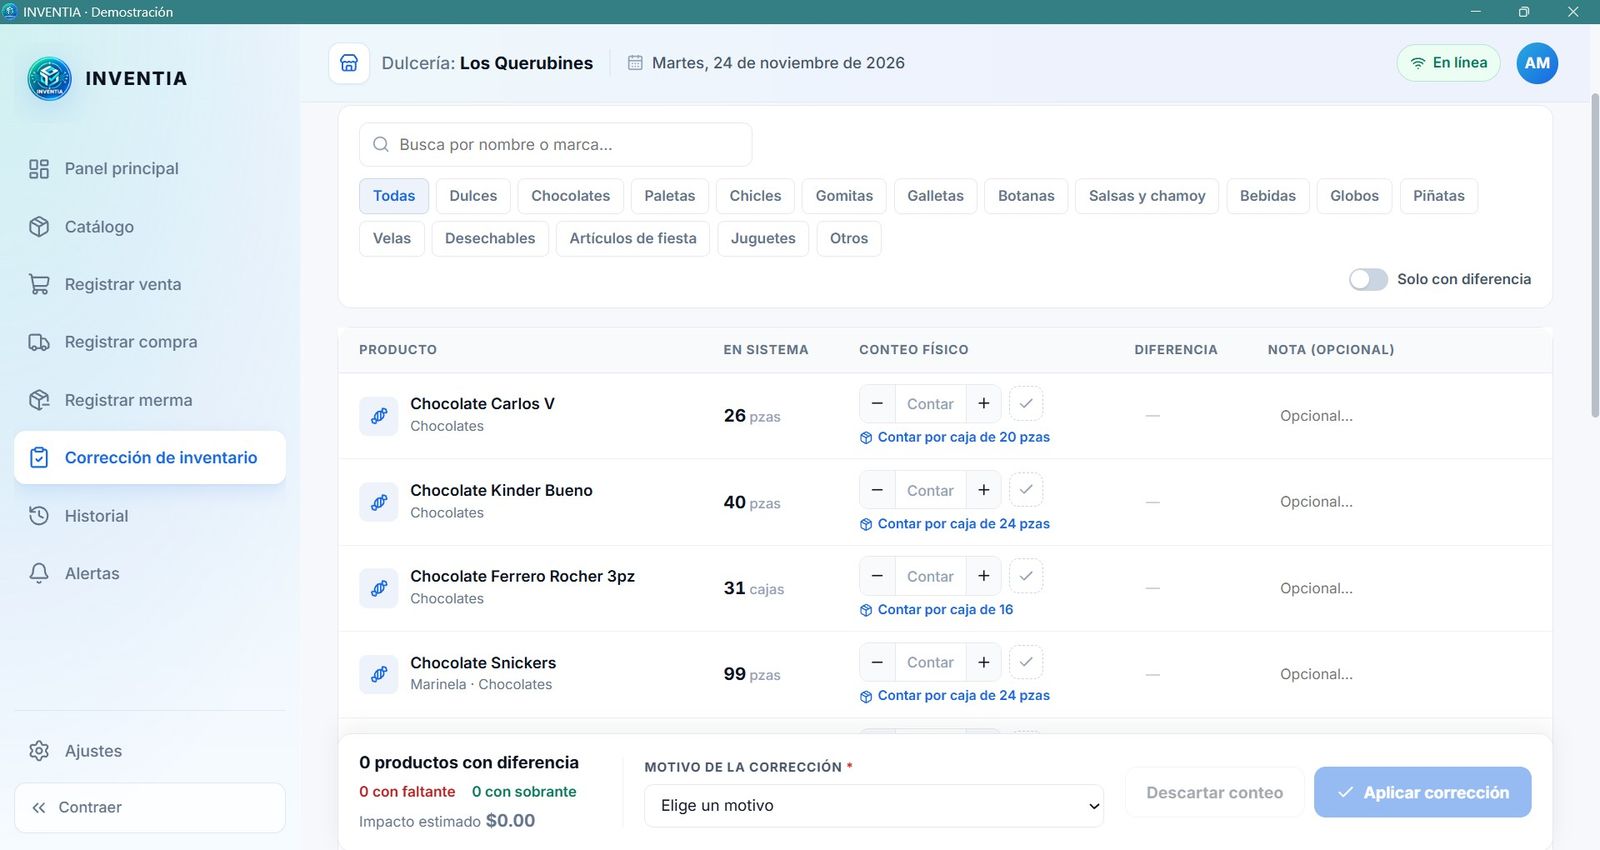 INVENTIA · Demostración
INVENTIA
Dulcería: Los Querubines
Martes, 24 de noviembre de 2026
En línea
AM
Panel principal
Catálogo
Registrar venta
Registrar compra
Registrar merma
Corrección de inventario
Historial
Alertas
Ajustes
Contraer
Busca por nombre o marca...
Todas Dulces Chocolates Paletas Chicles Gomitas Galletas Botanas Salsas y chamoy Bebidas Globos Piñatas
Velas Desechables Artículos de fiesta Juguetes Otros
Solo con diferencia
PRODUCTO EN SISTEMA CONTEO FÍSICO DIFERENCIA NOTA (OPCIONAL)
Chocolate Carlos V
Chocolates
26 pzas
− Contar +
Contar por caja de 20 pzas
—
Opcional...
Chocolate Kinder Bueno
Chocolates
40 pzas
− Contar +
Contar por caja de 24 pzas
—
Opcional...
Chocolate Ferrero Rocher 3pz
Chocolates
31 cajas
− Contar +
Contar por caja de 16
—
Opcional...
Chocolate Snickers
Marinela · Chocolates
99 pzas
− Contar +
Contar por caja de 24 pzas
—
Opcional...
0 productos con diferencia
0 con faltante 0 con sobrante
Impacto estimado $0.00
MOTIVO DE LA CORRECCIÓN *
Elige un motivo
Descartar conteo
Aplicar corrección